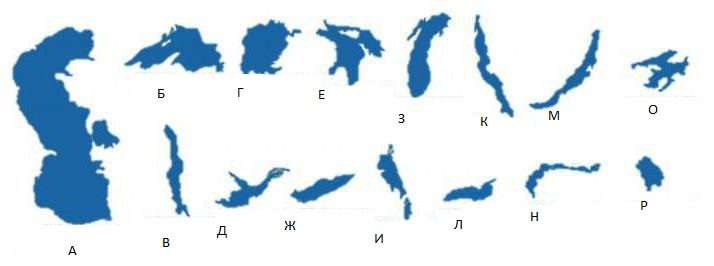 Б Г Е З К М О
А В Д Ж И Л Н Р